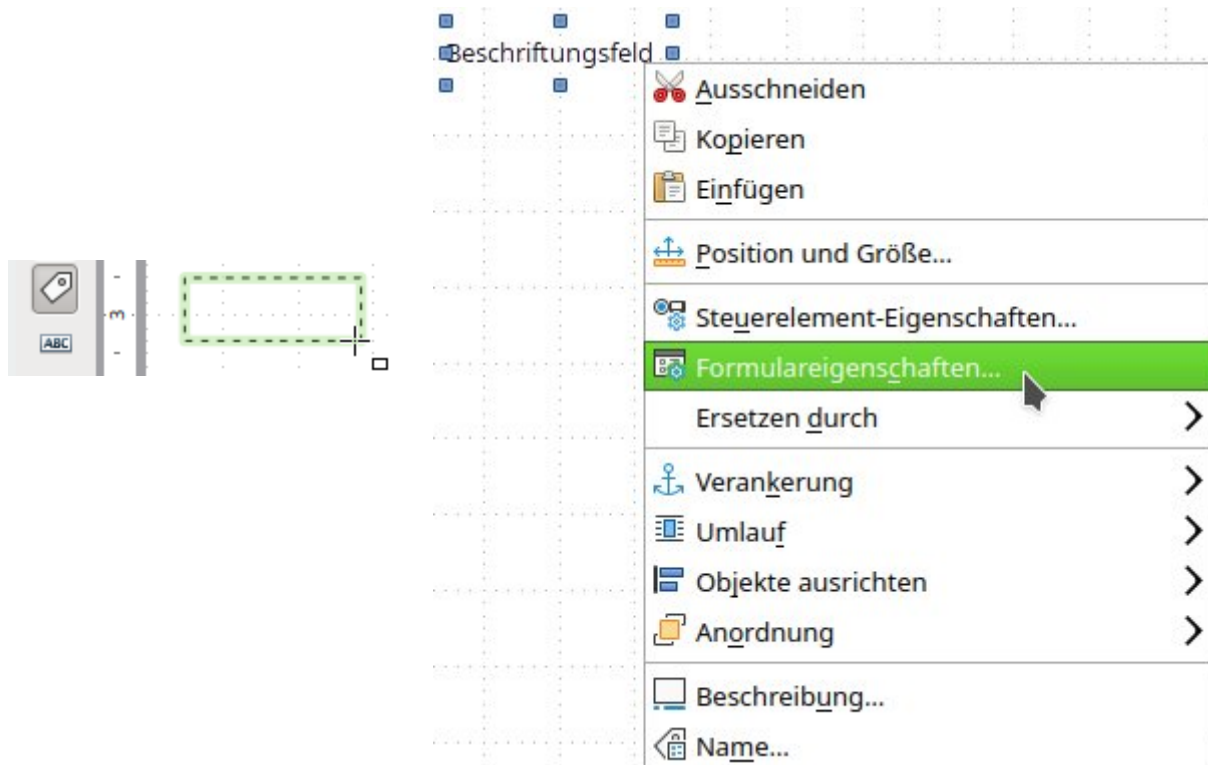 Beschriftungsfeld
Ausschneiden
Kopieren
Einfügen
Position und Größe...
Steuerelement-Eigenschaften...
Formulareigenschaften...
Ersetzen durch
Verankerung
Umlauf
Objekte ausrichten
Anordnung
Beschreibung...
Name...
3
ABC